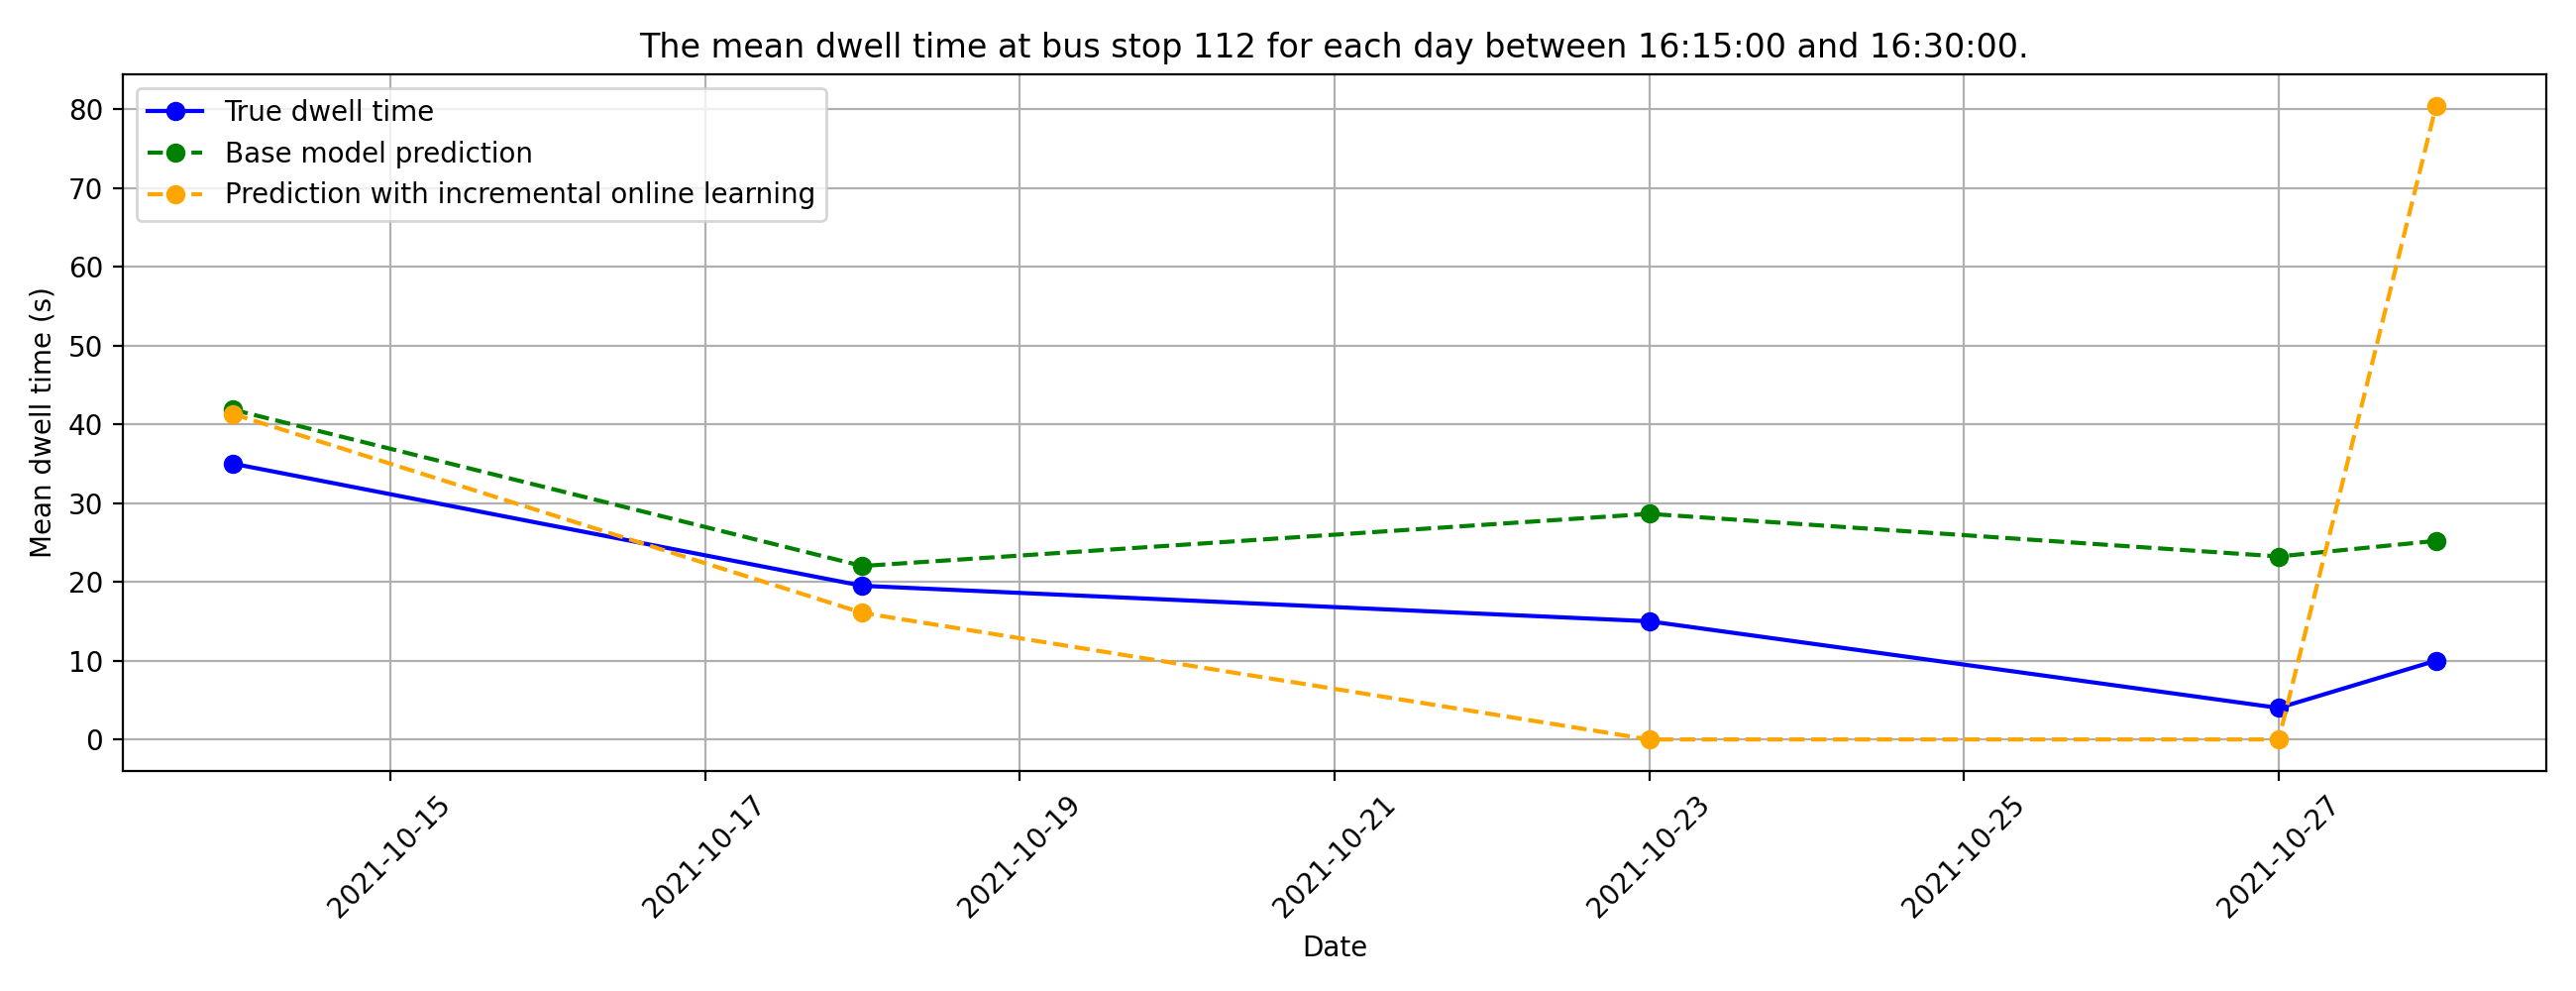 The mean dwell time at bus stop 112 for each day between 16:15:00 and 16:30:00.
True dwell time
Base model prediction
Prediction with incremental online learning
Mean dwell time (s)
80
70
60
50
40
30
20
10
0
2021-10-15
2021-10-17
2021-10-19
2021-10-21
2021-10-23
2021-10-25
2021-10-27
Date